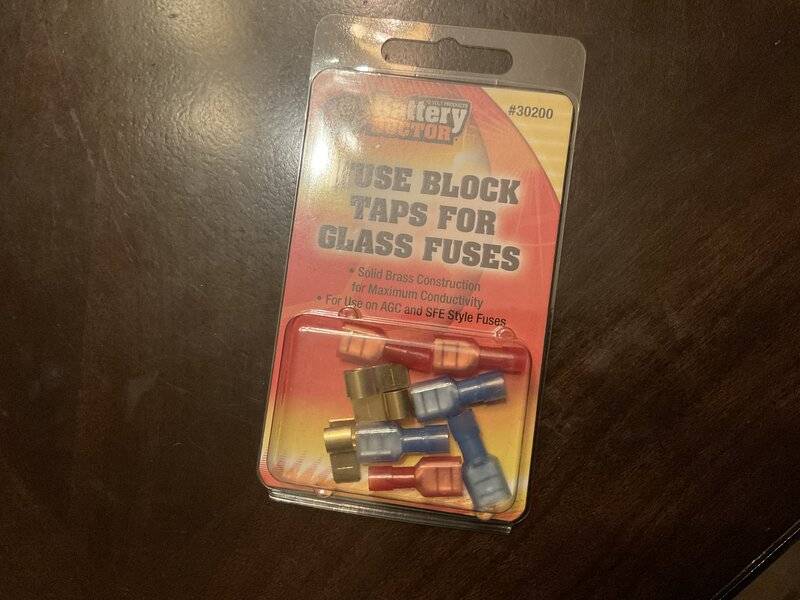 #30200
Battery
DOCTOR
FUSE BLOCK
TAPS FOR
GLASS FUSES
• Solid Brass Construction
for Maximum Conductivity
• For Use on AGC and SFE Style Fuses